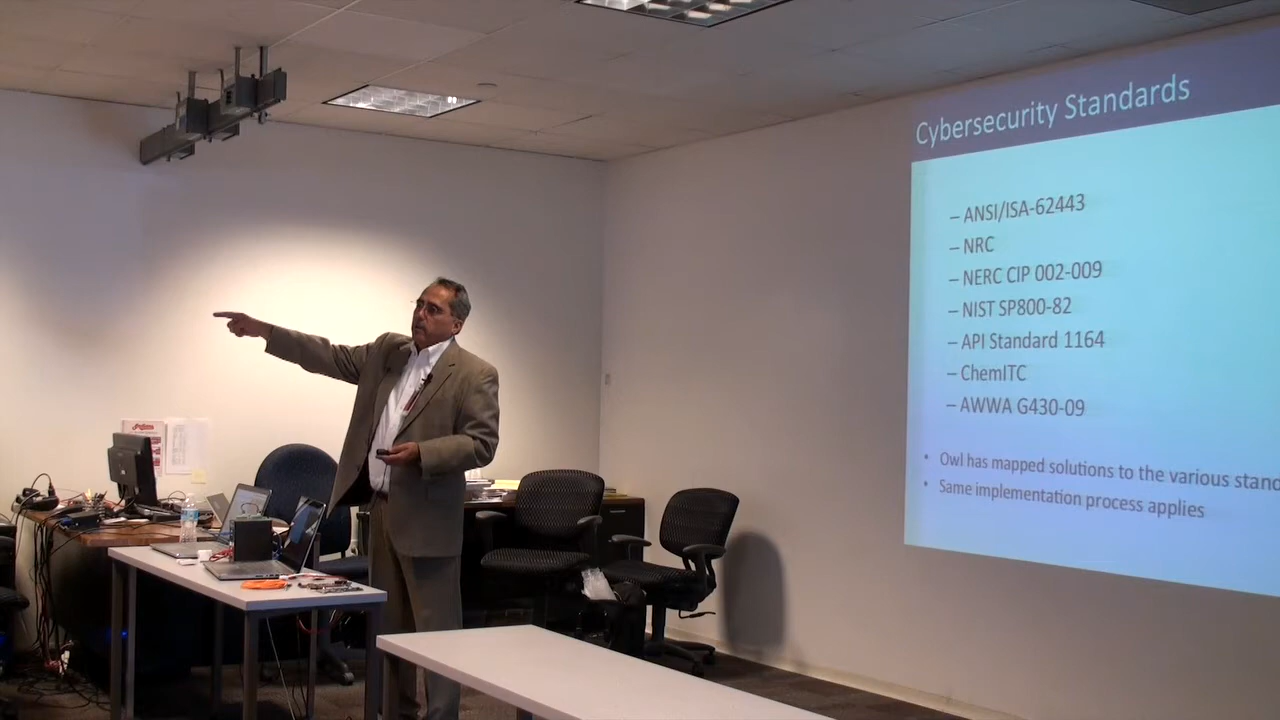 Cybersecurity Standards
– ANSI/ISA-62443
– NRC
– NERC CIP 002-009
– NIST SP800-82
– API Standard 1164
– ChemITC
– AWWA G430-09
• Owl has mapped solutions to the various stand
• Same implementation process applies